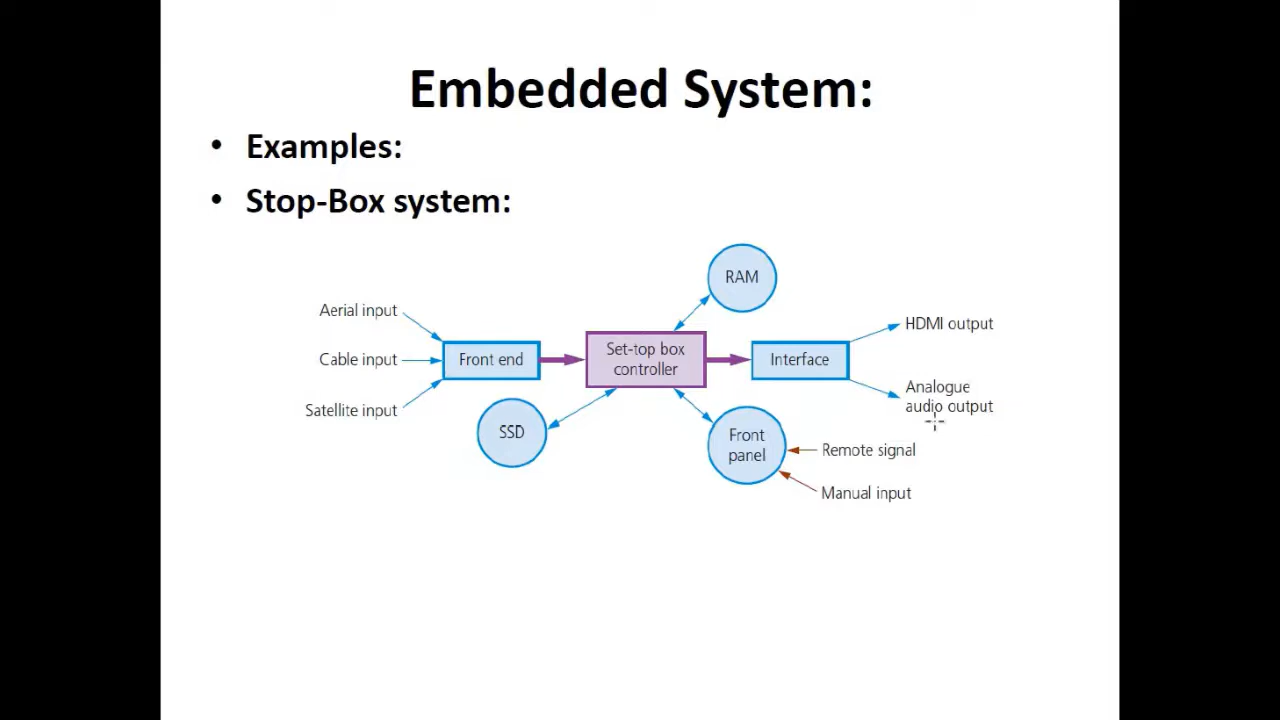 Embedded System:
• Examples:
• Stop-Box system:
RAM
Aerial input
HDMI output
Set-top box
controller
Cable input
Front end
Interface
Analogue
audio output
Satellite input
SSD
Front
panel
Remote signal
Manual input